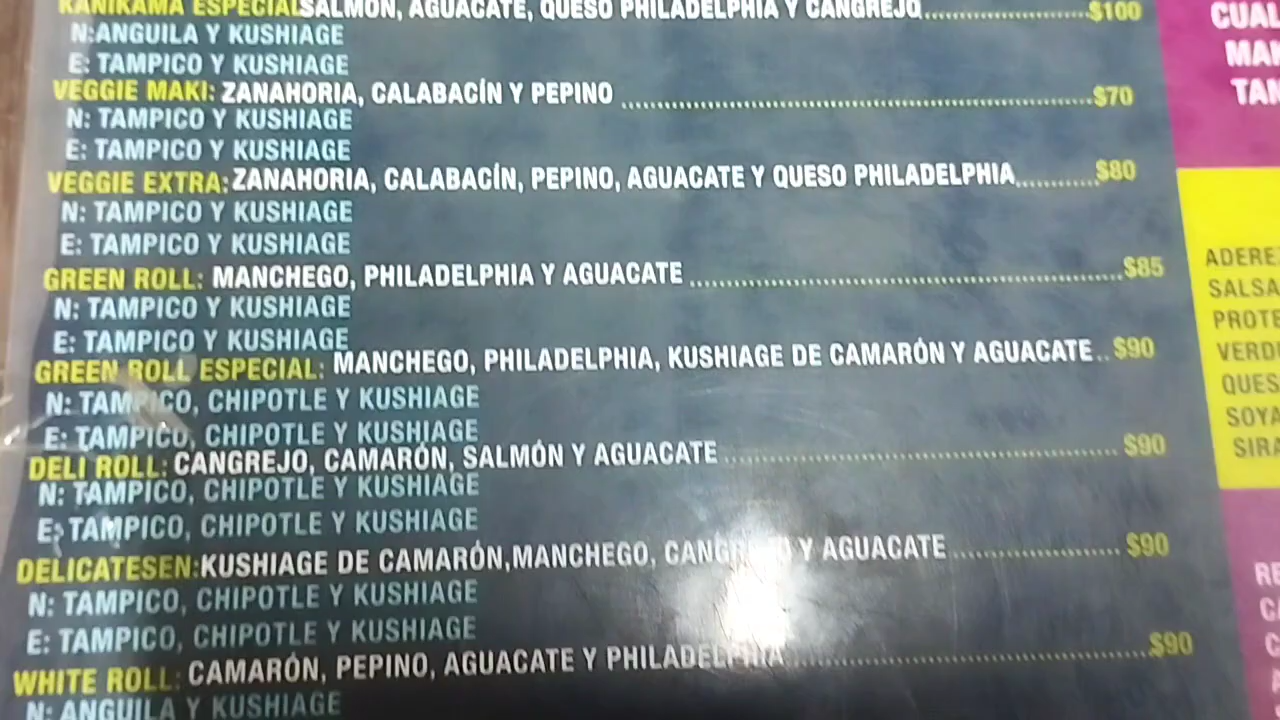 KANIKAMA ESPECIAL SALMÓN, AGUACATE, QUESO PHILADELPHIA Y CANGREJO......................$100
N:ANGUILA Y KUSHIAGE
E: TAMPICO Y KUSHIAGE
VEGGIE MAKI: ZANAHORIA, CALABACÍN Y PEPINO ......................$70
N: TAMPICO Y KUSHIAGE
E: TAMPICO Y KUSHIAGE
VEGGIE EXTRA: ZANAHORIA, CALABACÍN, PEPINO, AGUACATE Y QUESO PHILADELPHIA...........$80
N: TAMPICO Y KUSHIAGE
E: TAMPICO Y KUSHIAGE
GREEN ROLL: MANCHEGO, PHILADELPHIA Y AGUACATE ......................$85
N: TAMPICO Y KUSHIAGE
E: TAMPICO Y KUSHIAGE
GREEN ROLL ESPECIAL: MANCHEGO, PHILADELPHIA, KUSHIAGE DE CAMARÓN Y AGUACATE..$90
N: TAMPICO, CHIPOTLE Y KUSHIAGE
E: TAMPICO, CHIPOTLE Y KUSHIAGE
DELI ROLL: CANGREJO, CAMARÓN, SALMÓN Y AGUACATE ......................$90
N: TAMPICO, CHIPOTLE Y KUSHIAGE
E: TAMPICO, CHIPOTLE Y KUSHIAGE
DELICATESEN:KUSHIAGE DE CAMARÓN,MANCHEGO, CANGREJO Y AGUACATE......................$90
N: TAMPICO, CHIPOTLE Y KUSHIAGE
E: TAMPICO, CHIPOTLE Y KUSHIAGE
WHITE ROLL: CAMARÓN, PEPINO, AGUACATE Y PHILADELPHIA......................$90
N: ANGUILA Y KUSHIAGE
CUAL
MAK
TAN
ADERE
SALSA
PROTE
VERD
QUES
SOYA
SIRA